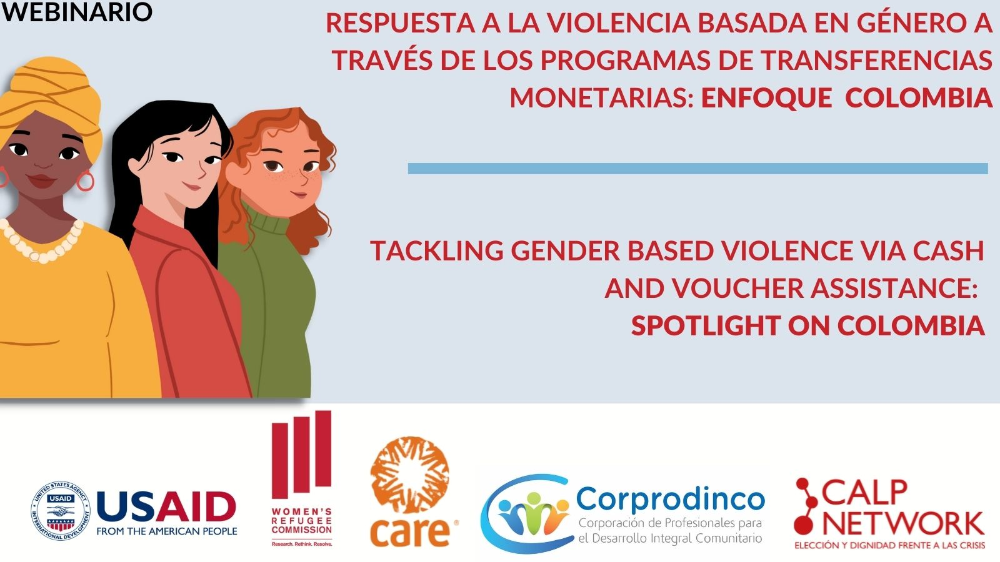 WEBINARIO
RESPUESTA A LA VIOLENCIA BASADA EN GÉNERO A
TRAVÉS DE LOS PROGRAMAS DE TRANSFERENCIAS
MONETARIAS: ENFOQUE COLOMBIA
TACKLING GENDER BASED VIOLENCE VIA CASH
AND VOUCHER ASSISTANCE:
SPOTLIGHT ON COLOMBIA
UNITED STATES AGENCY
USAID
INTERNATIONAL DEVELOPMENT
USAID
FROM THE AMERICAN PEOPLE
WOMEN'S
REFUGEE
COMMISSION
Research. Rethink. Resolve.
care®
Corprodinco
Corporación de Profesionales para
el Desarrollo Integral Comunitario
CALP
NETWORK
ELECCIÓN Y DIGNIDAD FRENTE A LAS CRISIS